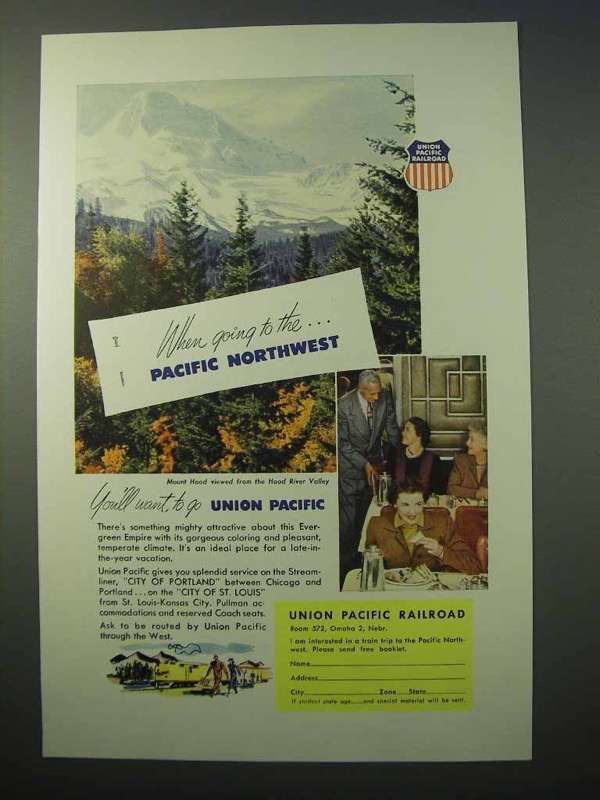 UNION
PACIFIC
RAILROAD
When going to the...
PACIFIC NORTHWEST
Mount Hood viewed from the Hood River Valley
You'll want to go UNION PACIFIC
There's something mighty attractive about this Ever-
green Empire with its gorgeous coloring and pleasant,
temperate climate. It's an ideal place for a late-in-
the-year vacation.
Union Pacific gives you splendid service on the Stream-
liner, "CITY OF PORTLAND" between Chicago and
Portland...on the "CITY OF ST. LOUIS"
from St. Louis-Kansas City. Pullman ac-
commodations and reserved Coach seats.
Ask to be routed by Union Pacific
through the West.
UNION PACIFIC RAILROAD
Room 572, Omaha 2, Nebr.
I am interested in a train trip to the Pacific North-
west. Please send free booklet.
Name
Address
City Zone State
If student state age......and special material will be sent.